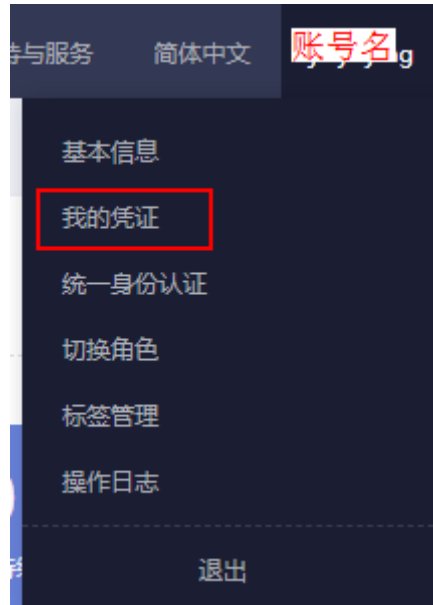 与服务 简体中文 账号名g
基本信息
我的凭证
统一身份认证
切换角色
标签管理
操作日志
退出